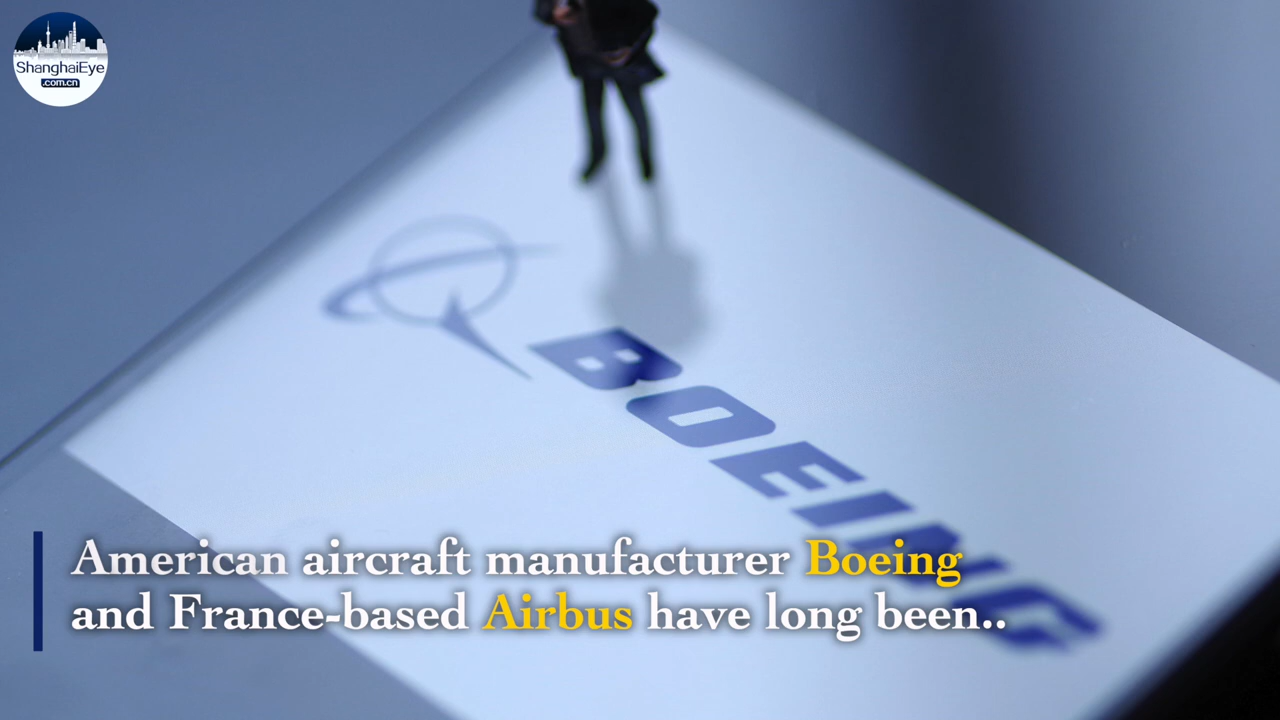 ShanghaiEye
.com.cn
BOEING
American aircraft manufacturer Boeing
and France-based Airbus have long been..